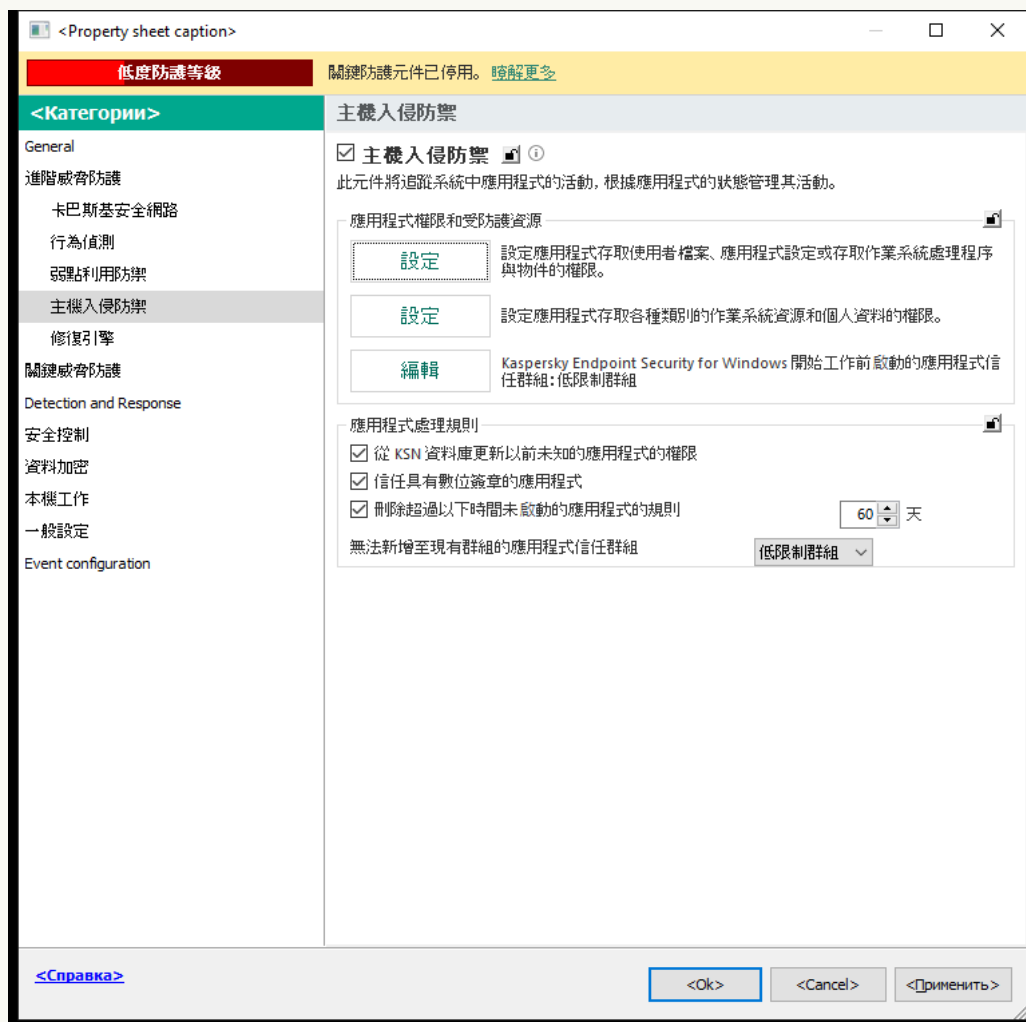 <Property sheet caption>
低度防護等級
關鍵防護元件已停用。 瞭解更多
<Категории>
主機入侵防禦
General
進階威脅防護
卡巴斯基安全網路
行為偵測
弱點利用防禦
主機入侵防禦
修復引擎
關鍵威脅防護
Detection and Response
安全控制
資料加密
本機工作
一般設定
Event configuration
主機入侵防禦
此元件將追蹤系統中應用程式的活動, 根據應用程式的狀態管理其活動。
應用程式權限和受防護資源
設定
設定應用程式存取使用者檔案、應用程式設定或存取作業系統處理程序
與物件的權限。
設定
設定應用程式存取各種類別的作業系統資源和個人資料的權限。
編輯
Kaspersky Endpoint Security for Windows 開始工作前啟動的應用程式信
任群組: 低限制群組
應用程式處理規則
從 KSN 資料庫更新以前未知的應用程式的權限
信任具有數位簽章的應用程式
刪除超過以下時間未啟動的應用程式的規則
60 天
無法新增至現有群組的應用程式信任群組
低限制群組
<Справка>
<Ok>
<Cancel>
<Применить>